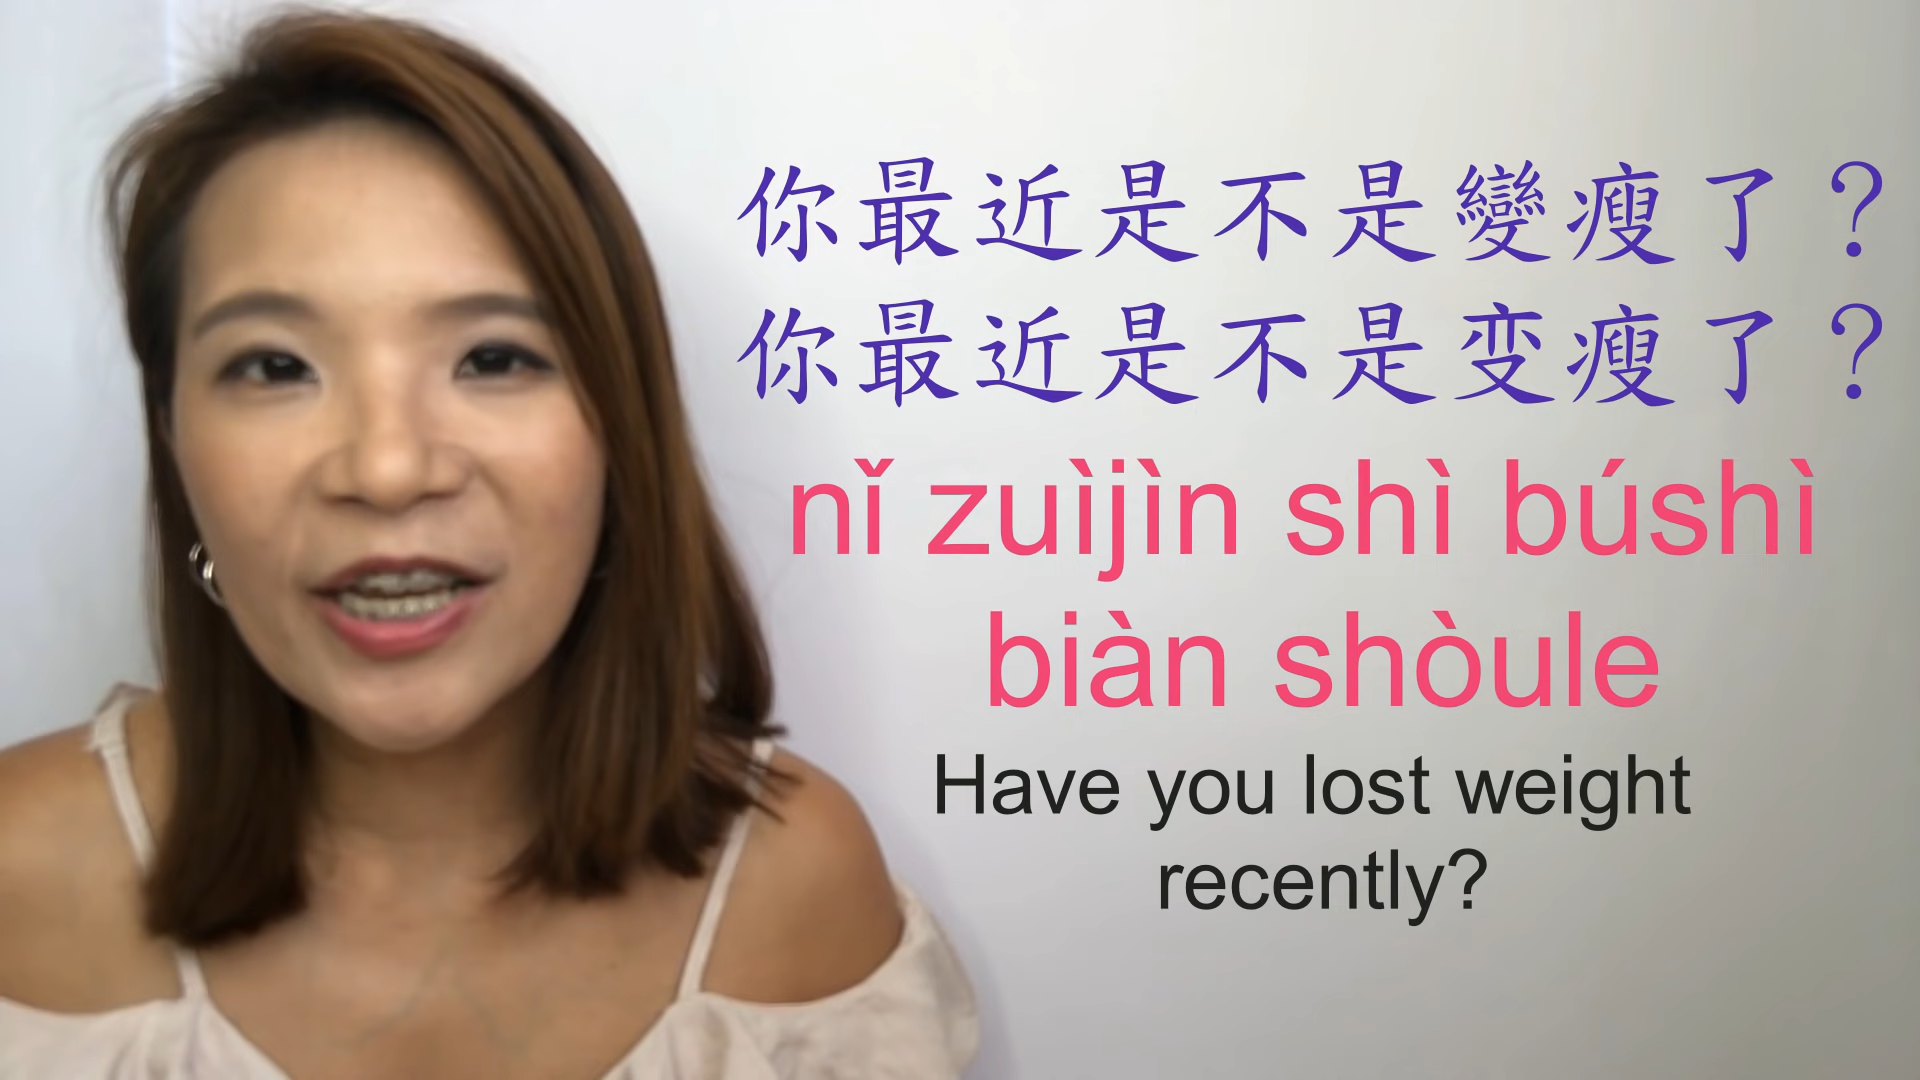 你最近是不是變瘦了？
你最近是不是变瘦了？
nǐ zuìjìn shì búshì
biàn shòule
Have you lost weight
recently?